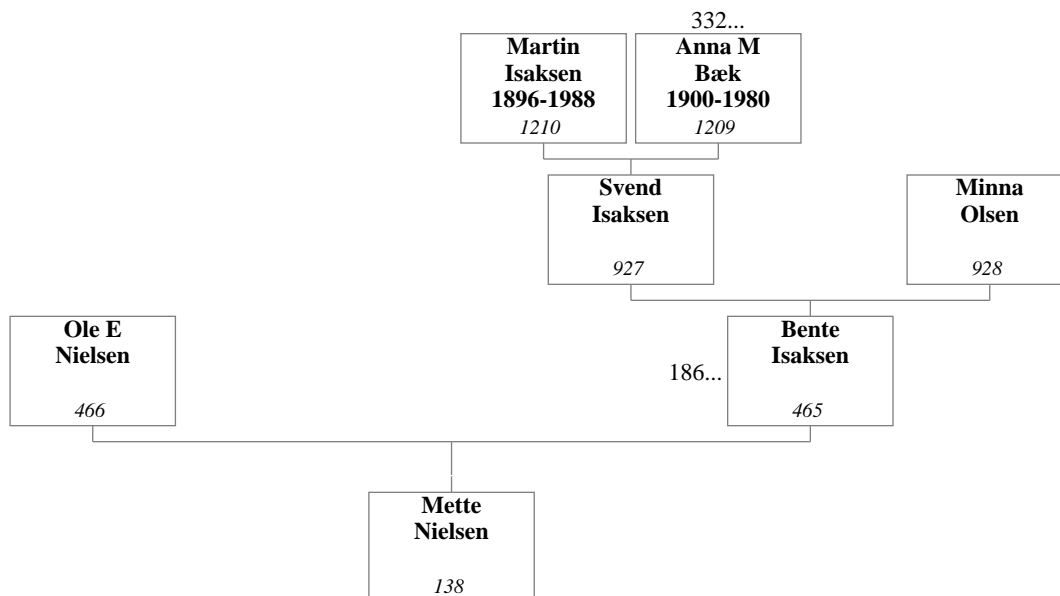 332...
Martin
Isaksen
1896-1988
1210
Anna M
Bæk
1900-1980
1209
Svend
Isaksen
927
Minna
Olsen
928
Ole E
Nielsen
466
186...
Bente
Isaksen
465
Mette
Nielsen
138